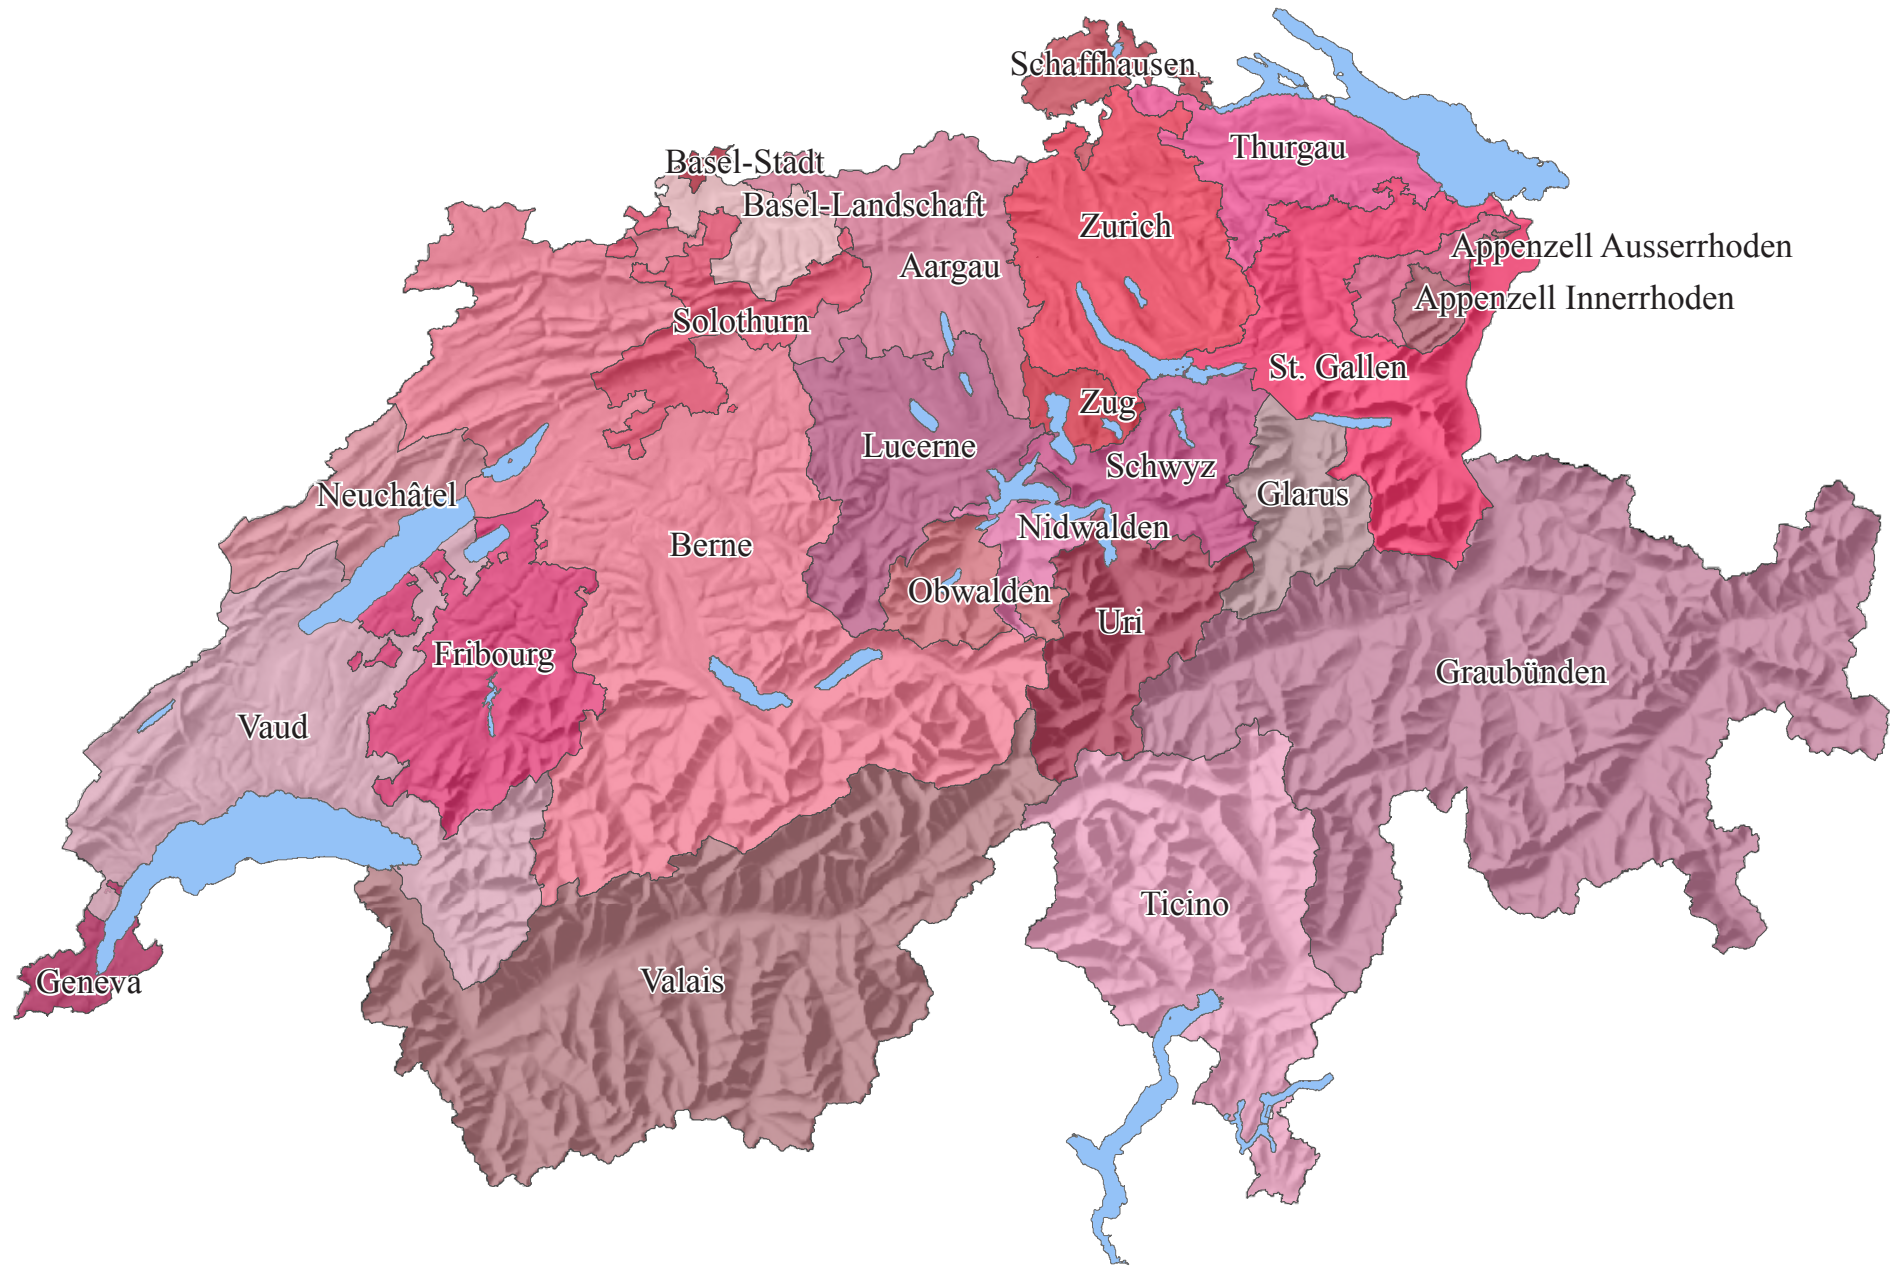 Schaffhausen
Thurgau
Basel-Stadt
Basel-Landschaft
Zurich
Appenzell Ausserrhoden
Aargau
Appenzell Innerrhoden
Solothurn
St. Gallen
Zug
Lucerne
Schwyz
Neuchâtel
Glarus
Nidwalden
Berne
Obwalden
Uri
Fribourg
Graubünden
Vaud
Ticino
Valais
Geneva